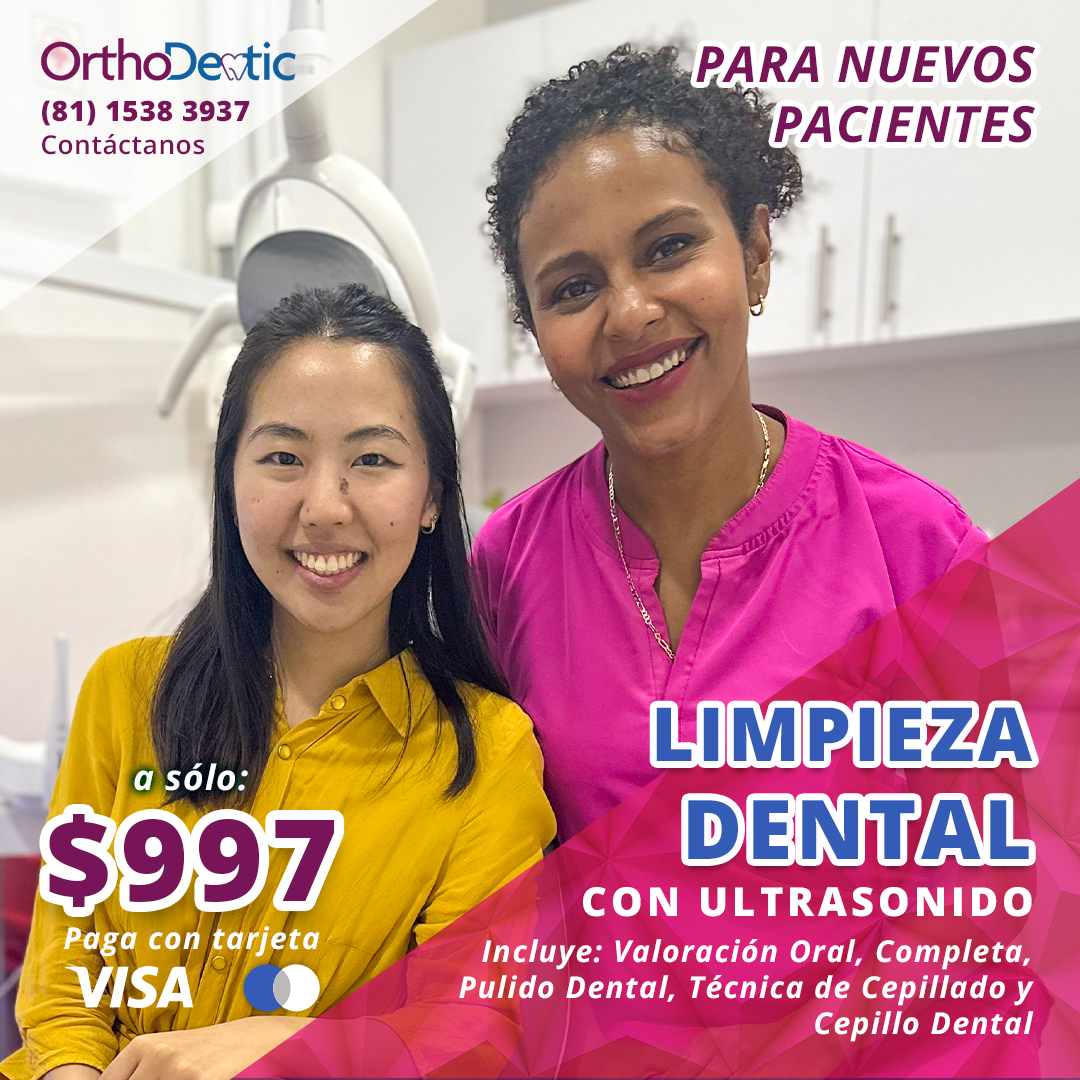 OrthoDentic
(81) 1538 3937
Contáctanos
PARA NUEVOS
PACIENTES
a sólo:
$997
Paga con tarjeta
VISA
LIMPIEZA
DENTAL
CON ULTRASONIDO
Incluye: Valoración Oral, Completa,
Pulido Dental, Técnica de Cepillado y
Cepillo Dental